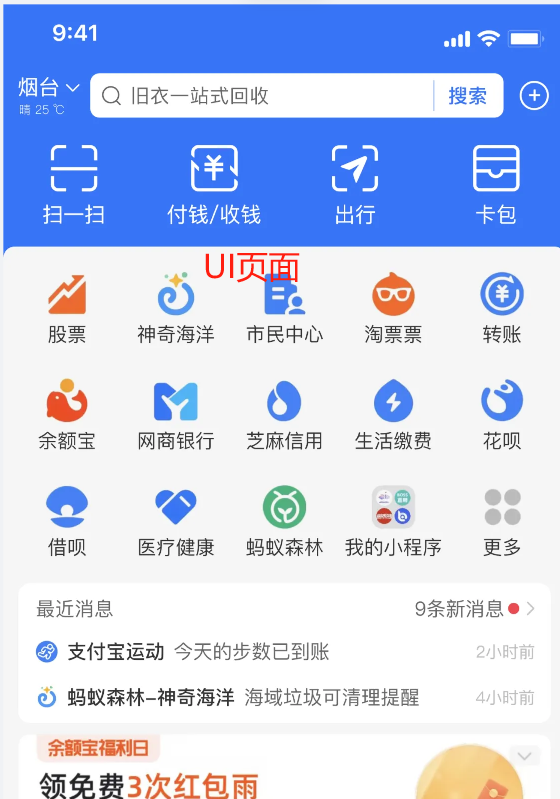 9:41
烟台
旧衣一站式回收
搜索
晴 25 ℃
扫一扫 付钱/收钱 出行 卡包
UI页面
股票 神奇海洋 市民中心 淘票票 转账
余额宝 网商银行 芝麻信用 生活缴费 花呗
借呗 医疗健康 蚂蚁森林 我的小程序 更多
最近消息 9条新消息
支付宝运动 今天的步数已到账 2小时前
蚂蚁森林-神奇海洋 海域垃圾可清理提醒 4小时前
余额宝福利日
领免费3次红包雨